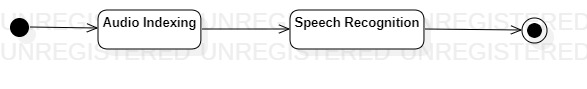 UNREGISTERED UNREGISTERED UNREGISTERED
Audio Indexing
Speech Recognition
UNREGISTERED UNREGISTERED UNREGISTERED